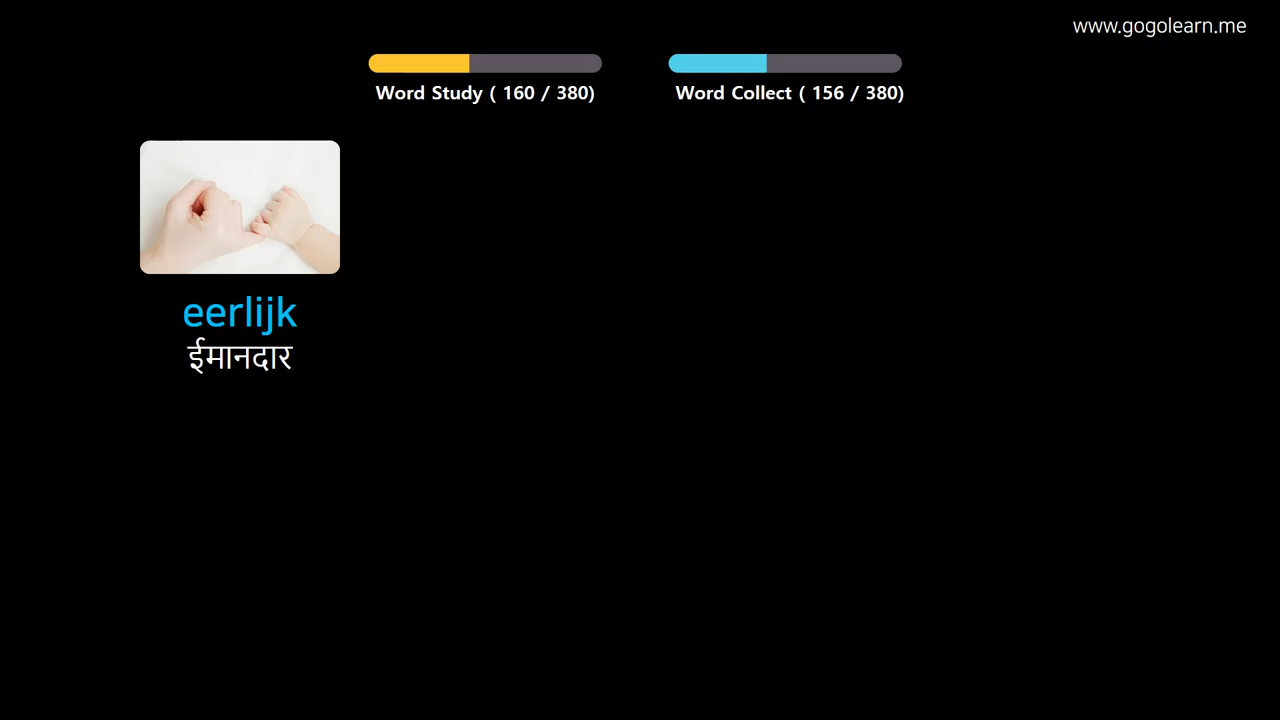 www.gogolearn.me
Word Study ( 160 / 380)
Word Collect ( 156 / 380)
eerlijk
ईमानदार